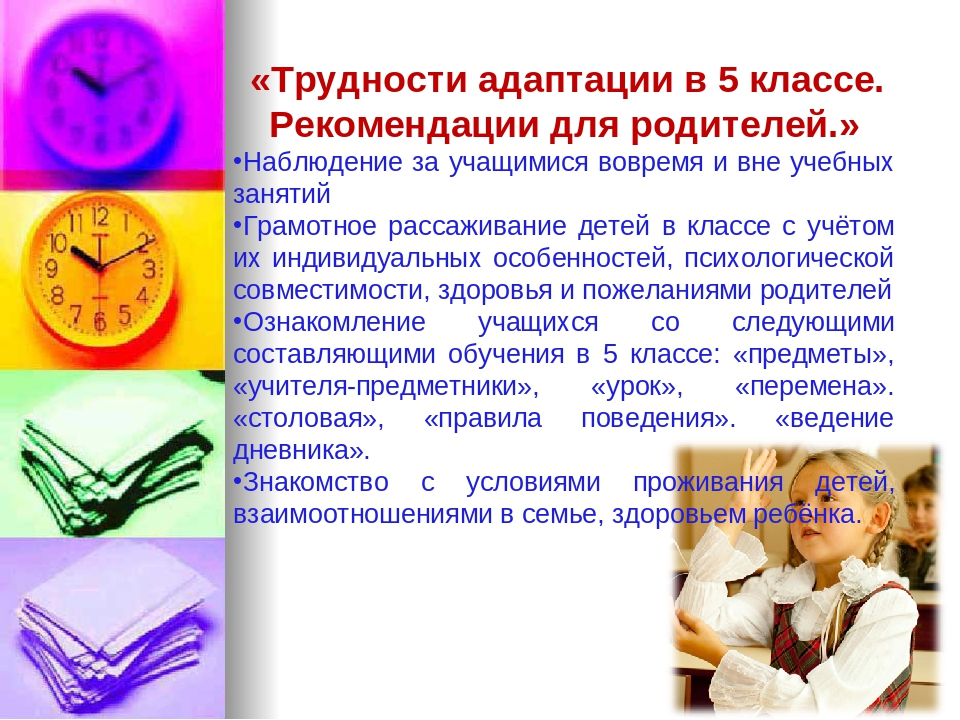 «Трудности адаптации в 5 классе.
Рекомендации для родителей.»
•Наблюдение за учащимися вовремя и вне учебных
занятий
•Грамотное рассаживание детей в классе с учётом
их индивидуальных особенностей, психологической
совместимости, здоровья и пожеланиями родителей
•Ознакомление учащихся со следующими
составляющими обучения в 5 классе: «предметы»,
«учителя-предметники», «урок», «перемена».
«столовая», «правила поведения». «ведение
дневника».
•Знакомство с условиями проживания детей,
взаимоотношениями в семье, здоровьем ребёнка.